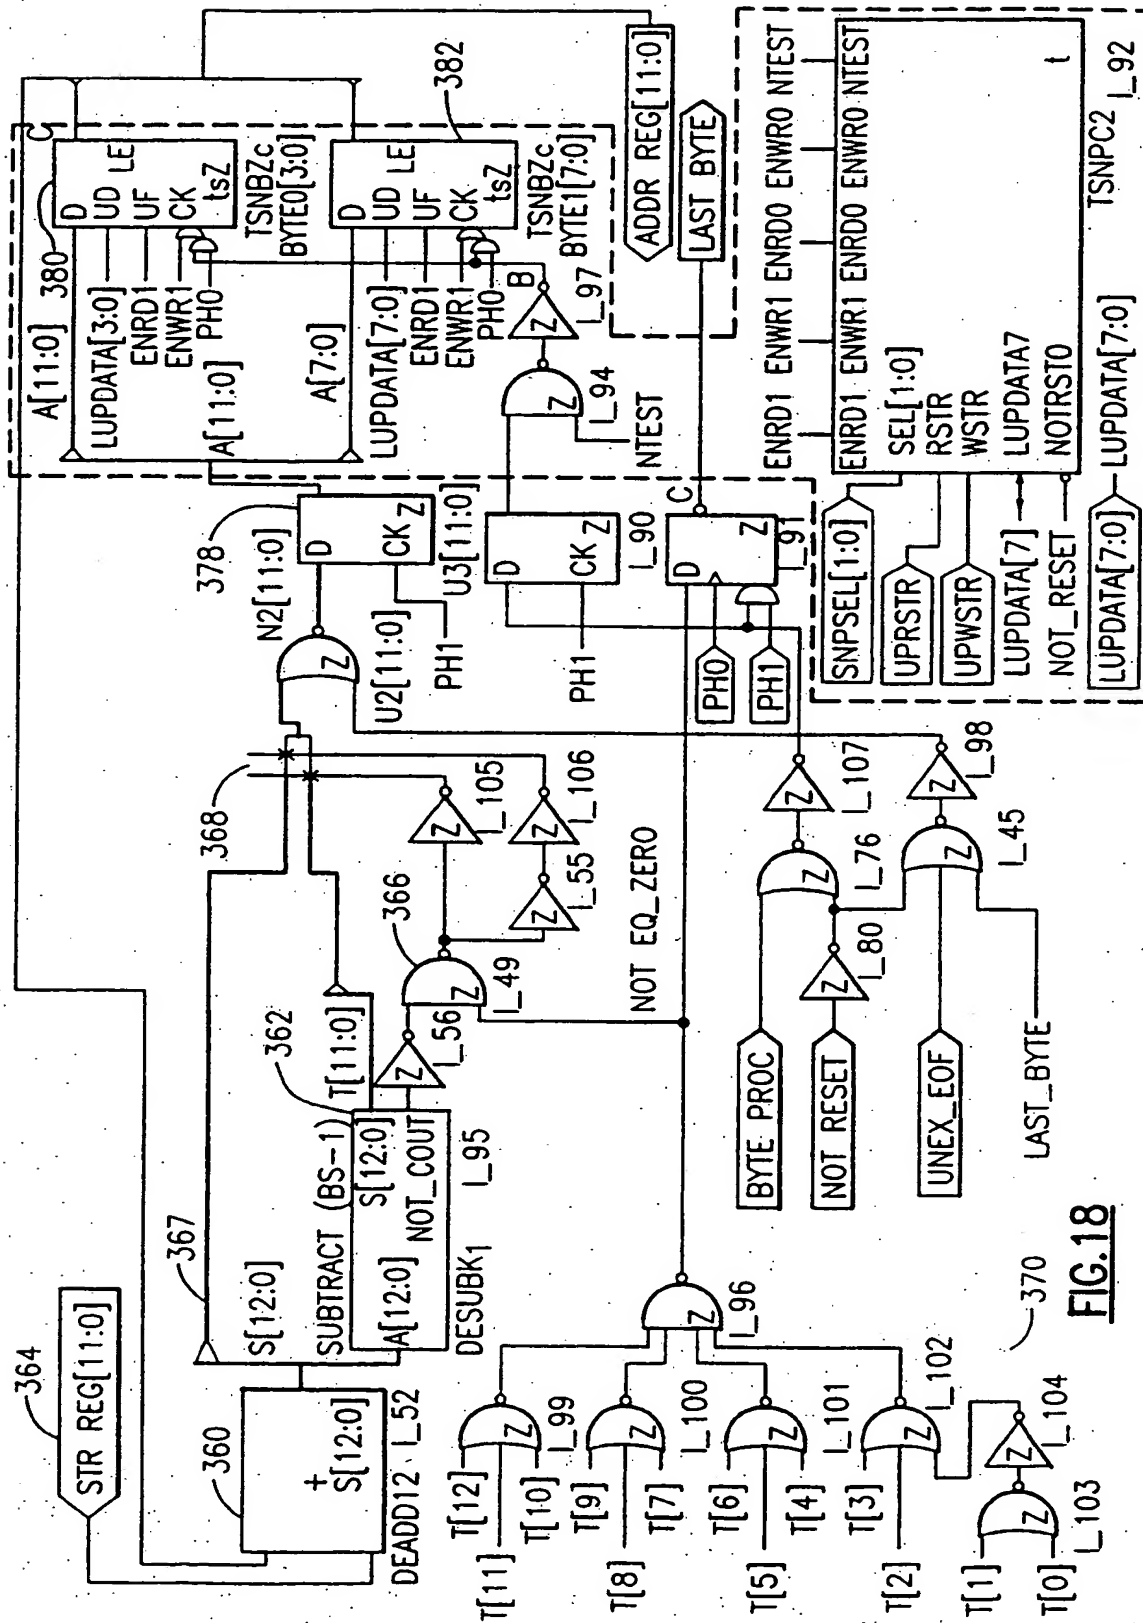 364
STR REG[11:0]
360
+
S[12:0]
DEADD12 I_52
367
S[12:0]
SUBTRACT (BS-1)
S[12:0]
A[12:0]
NOT_COUT
DESUBK1
I_95
362
T[11:0]
I_56
366
I_49
Z
Z
368
Z
I_105
Z
I_55
Z
I_106
NOT EQ_ZERO
378
N2[11:0]
Z
U2[11:0]
D
CK
Z
PH1
U3[11:0]
D
CK
Z
PH1
I_90
D
C
Z
I_91
PH0
PH1
T[12]
T[11]
T[10]
Z
I_99
T[9]
T[8]
T[7]
Z
I_100
T[6]
T[5]
T[4]
Z
I_101
T[3]
T[2]
Z
I_102
T[1]
T[0]
Z
I_103
Z
I_104
Z
I_96
370
BYTE PROC
NOT RESET
UNEX_EOF
LAST_BYTE
Z
I_80
Z
I_76
Z
I_107
Z
I_45
Z
I_98
A[11:0]
380
D
C
UD
LE
UF
CK
tsZ
LUPDATA[3:0]
ENRD1
ENWR1
PH0
TSNBZc
BYTE0[3:0]
A[11:0]
A[7:0]
D
UD
LE
UF
CK
tsZ
382
LUPDATA[7:0]
ENRD1
ENWR1
PH0
TSNBZc
BYTE1[7:0]
B
Z
I_97
Z
I_94
NTEST
ADDR REG[11:0]
LAST BYTE
ENRD1 ENWR1 ENRD0 ENWR0 NTEST
ENRD1 ENWR1 ENRD0 ENWR0 NTEST
SEL[1:0]
RSTR
WSTR
LUPDATA7
NOTRST0
t
TSNPC2
I_92
SNPSEL[1:0]
UPRSTR
UPWSTR
LUPDATA[7]
NOT_RESET
LUPDATA[7:0]
LUPDATA[7:0]
FIG.18